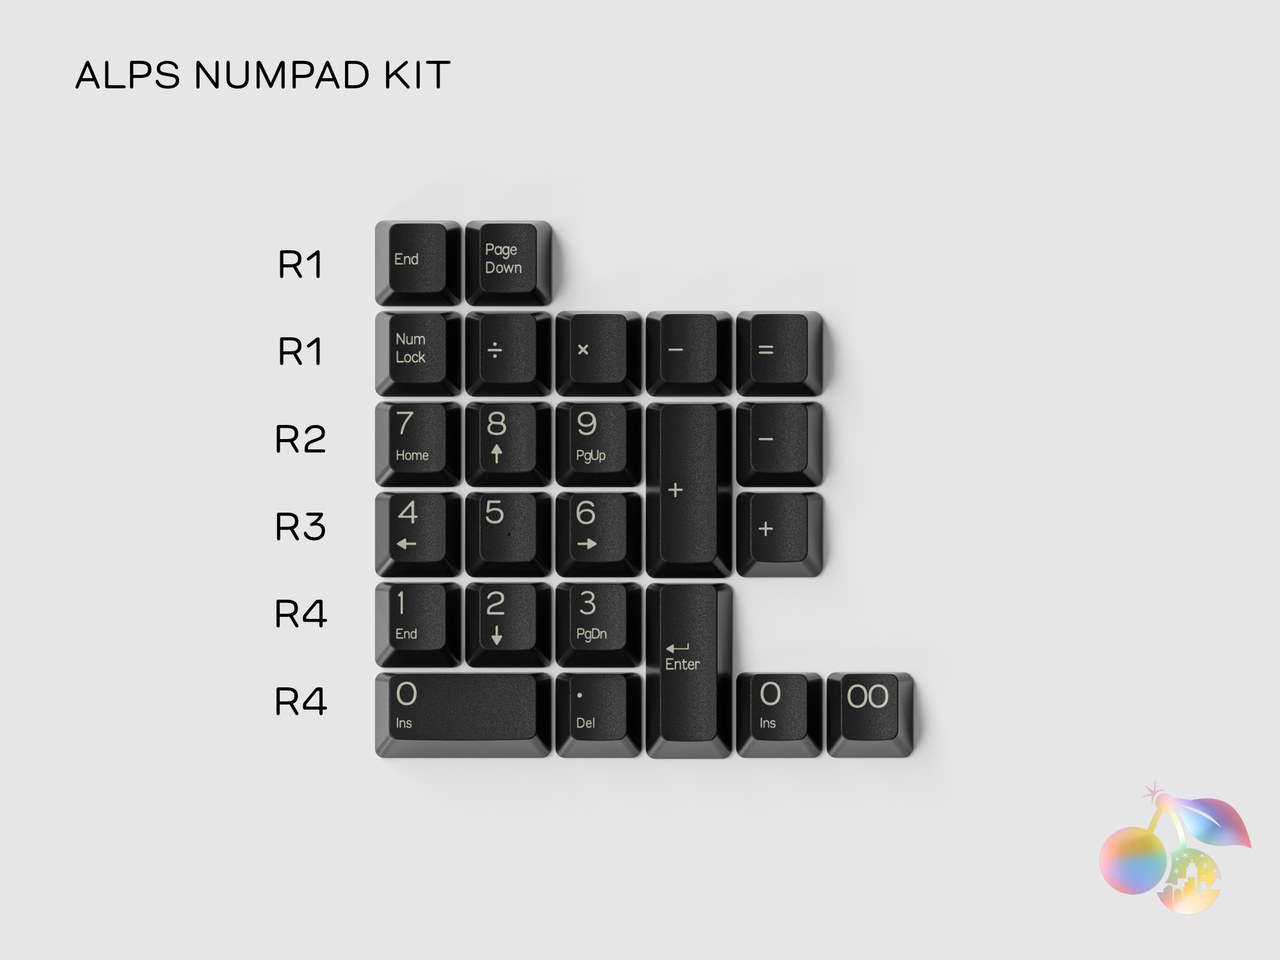 ALPS NUMPAD KIT
R1
End
Page
Down
R1
Num
Lock
÷
×
−
=
R2
7
Home
8
↑
9
PgUp
+
−
R3
4
←
5
6
→
+
R4
1
End
2
↓
3
PgDn
↵
Enter
R4
0
Ins
.
Del
0
Ins
00